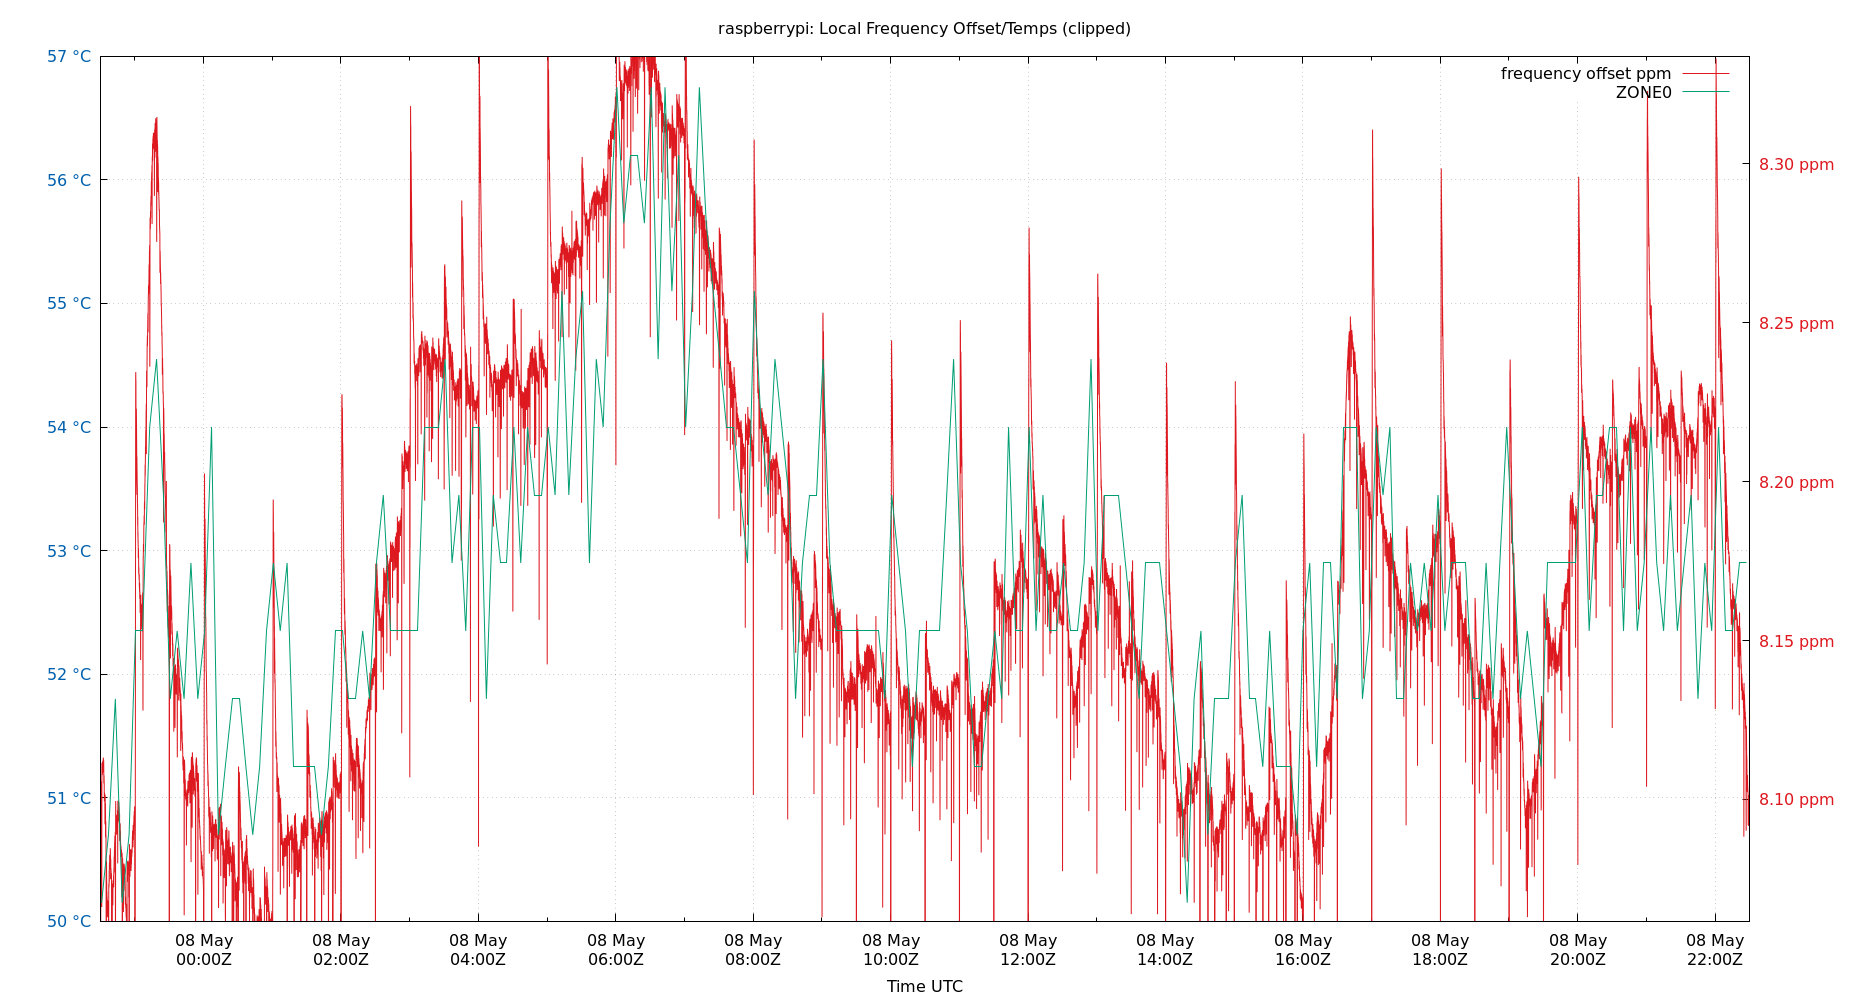 raspberrypi: Local Frequency Offset/Temps (clipped)
57 °C
frequency offset ppm
ZONE0
56 °C
8.30 ppm
55 °C
8.25 ppm
54 °C
8.20 ppm
53 °C
52 °C
8.15 ppm
51 °C
8.10 ppm
50 °C
08 May 08 May 08 May 08 May 08 May 08 May 08 May 08 May 08 May 08 May 08 May 08 May
00:00Z 02:00Z 04:00Z 06:00Z 08:00Z 10:00Z 12:00Z 14:00Z 16:00Z 18:00Z 20:00Z 22:00Z
Time UTC